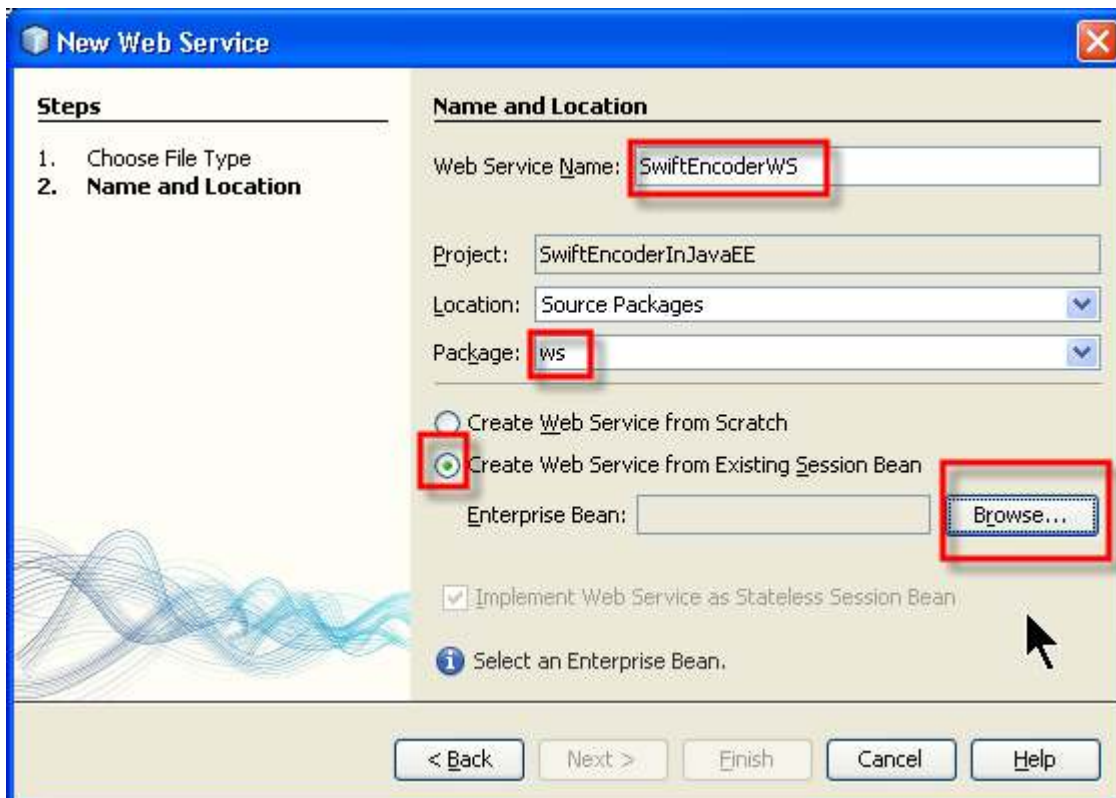 New Web Service
Steps
1. Choose File Type
2. Name and Location
Name and Location
Web Service Name: SwiftEncoderWS
Project: SwiftEncoderInJavaEE
Location: Source Packages
Package: ws
Create Web Service from Scratch
Create Web Service from Existing Session Bean
Enterprise Bean: Browse...
Implement Web Service as Stateless Session Bean
Select an Enterprise Bean.
< Back Next > Finish Cancel Help